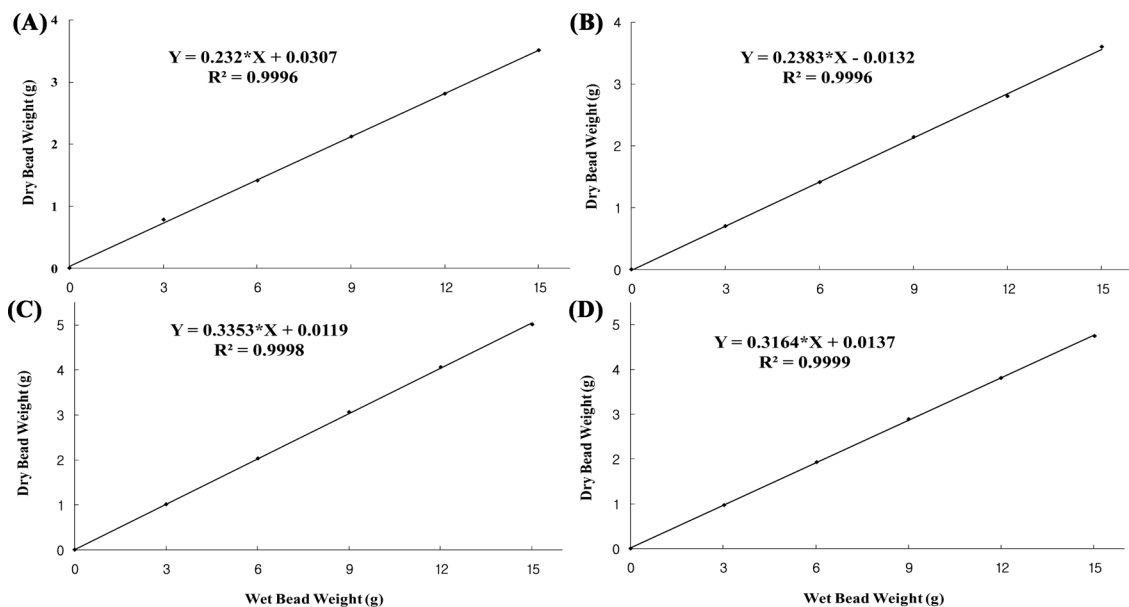 (A)
Y = 0.232*X + 0.0307
R² = 0.9996
Dry Bead Weight (g)
4
3
2
1
0
0 3 6 9 12 15
(B)
Y = 0.2383*X - 0.0132
R² = 0.9996
Dry Bead Weight (g)
4
3
2
1
0
0 3 6 9 12 15
(C)
Y = 0.3353*X + 0.0119
R² = 0.9998
Dry Bead Weight (g)
5
4
3
2
1
0
0 3 6 9 12 15
Wet Bead Weight (g)
(D)
Y = 0.3164*X + 0.0137
R² = 0.9999
Dry Bead Weight (g)
5
4
3
2
1
0
0 3 6 9 12 15
Wet Bead Weight (g)